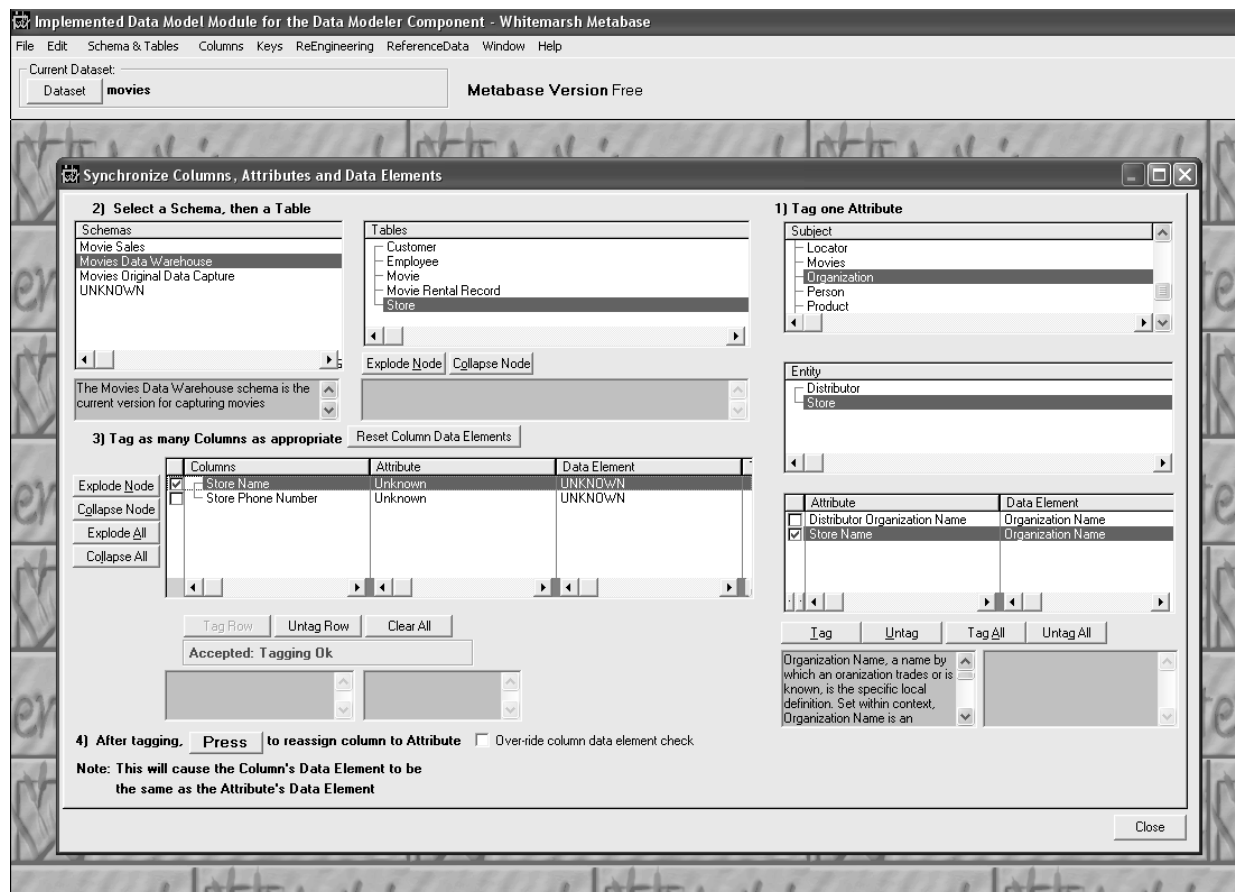 Implemented Data Model Module for the Data Modeler Component - Whitemarsh Metabase
File Edit Schema & Tables Columns Keys ReEngineering ReferenceData Window Help
Current Dataset:
Dataset movies
Metabase Version Free
Synchronize Columns, Attributes and Data Elements
2) Select a Schema, then a Table
Schemas
Movie Sales
Movies Data Warehouse
Movies Original Data Capture
UNKNOWN
The Movies Data Warehouse schema is the
current version for capturing movies
Tables
Customer
Employee
Movie
Movie Rental Record
Store
Explode Node Collapse Node
1) Tag one Attribute
Subject
Locator
Movies
Organization
Person
Product
Entity
Distributor
Store
Attribute Data Element
Distributor Organization Name Organization Name
Store Name Organization Name
Tag Untag Tag All Untag All
Organization Name, a name by
which an oranization trades or is
known, is the specific local
definition. Set within context,
Organization Name is an
3) Tag as many Columns as appropriate Reset Column Data Elements
Explode Node
Collapse Node
Explode All
Collapse All
Columns Attribute Data Element
Store Name Unknown UNKNOWN
Store Phone Number Unknown UNKNOWN
Tag Row Untag Row Clear All
Accepted: Tagging Ok
4) After tagging, Press to reassign column to Attribute Over-ride column data element check
Note: This will cause the Column's Data Element to be
the same as the Attribute's Data Element
Close